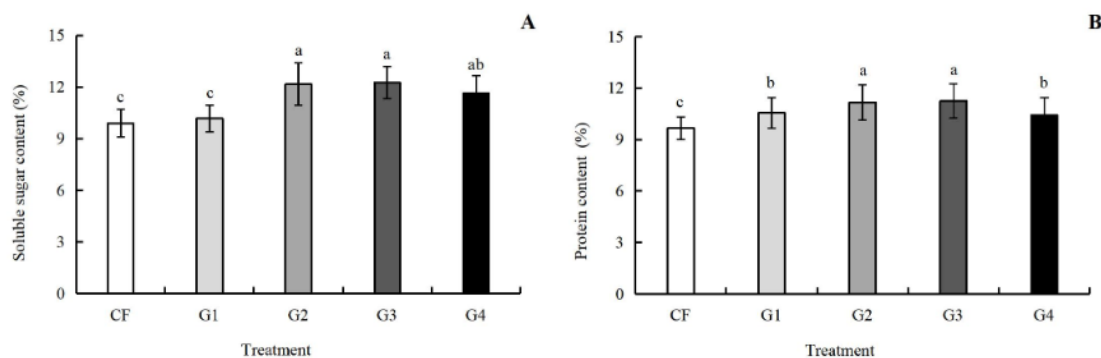 A
Soluble sugar content (%)
15
12
9
6
3
0
c
c
a
a
ab
CF G1 G2 G3 G4
Treatment
B
Protein content (%)
15
12
9
6
3
0
c
b
a
a
b
CF G1 G2 G3 G4
Treatment